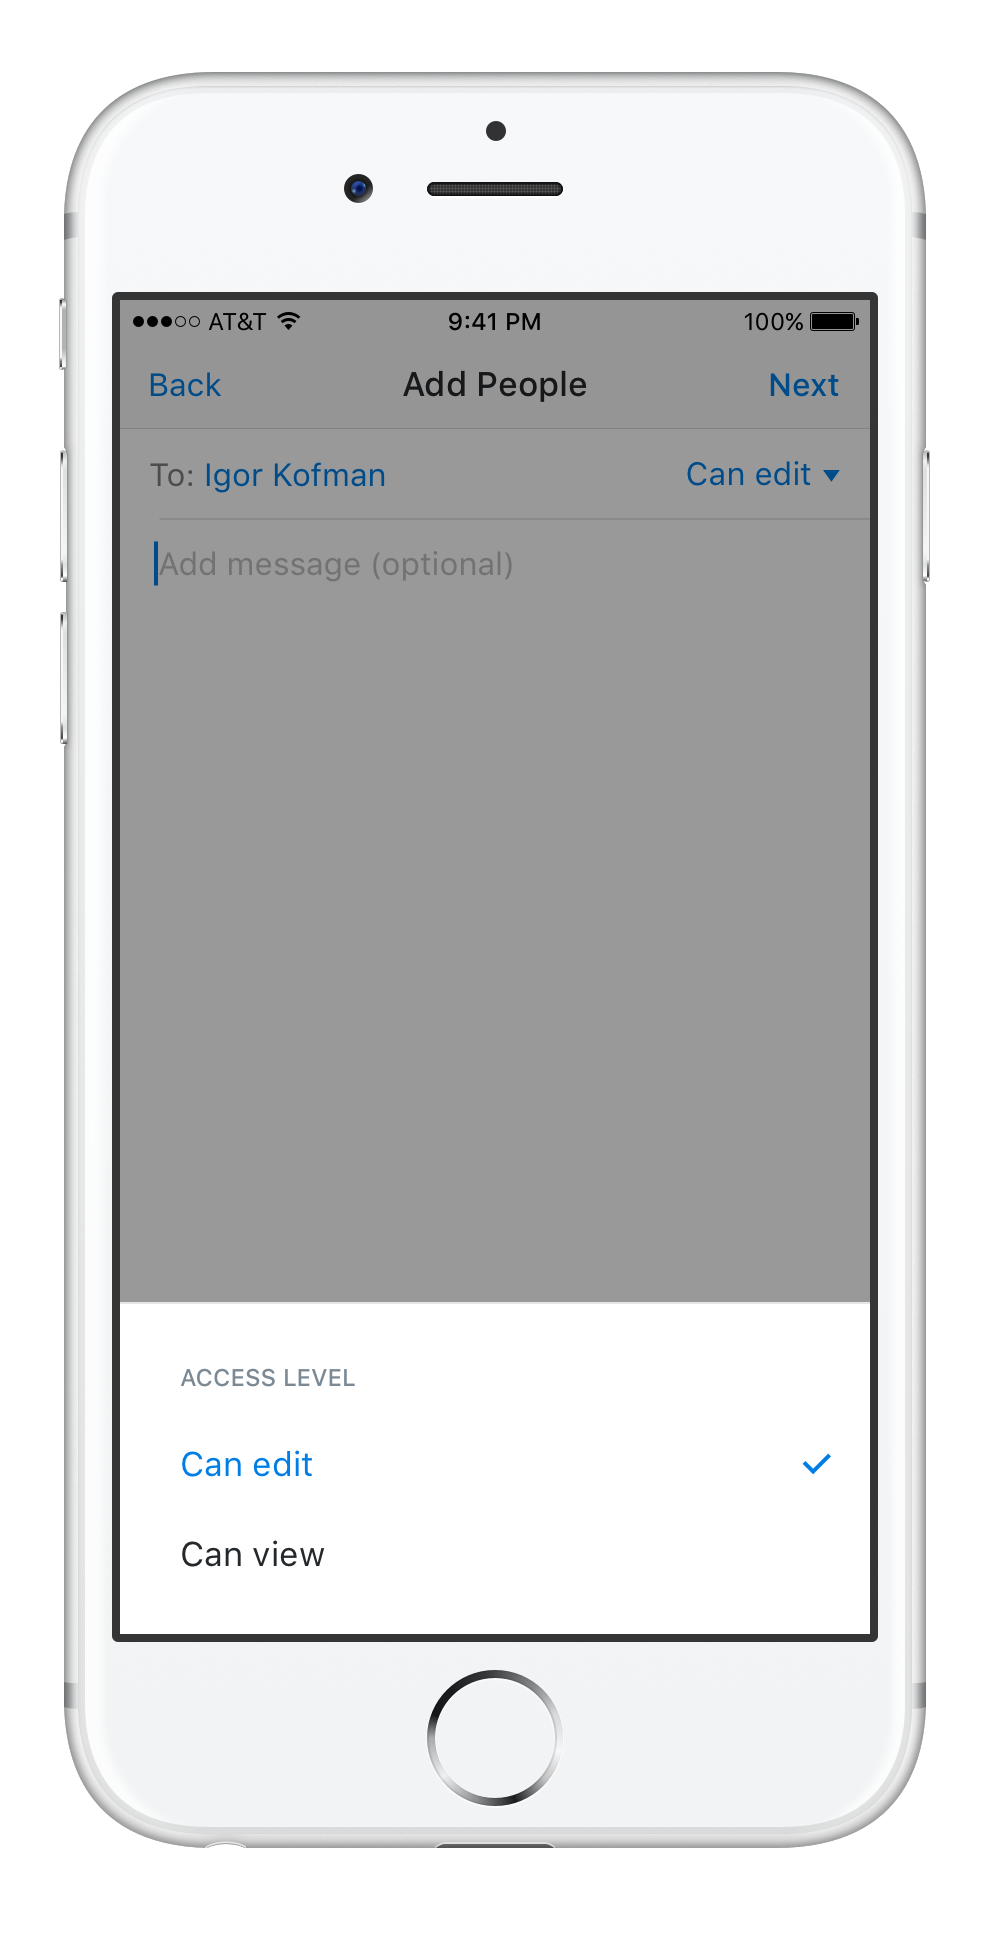 AT&T 9:41 PM 100%
Back Add People Next
To: Igor Kofman Can edit
Add message (optional)
ACCESS LEVEL
Can edit
Can view